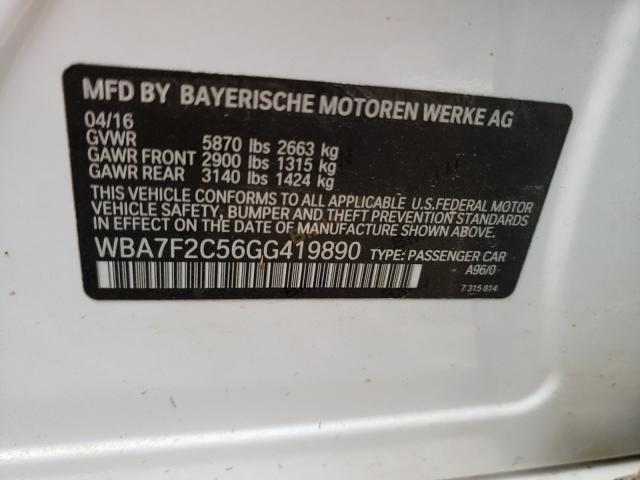 MFD BY BAYERISCHE MOTOREN WERKE AG
04/16
GVWR 5870 lbs 2663 kg
GAWR FRONT 2900 lbs 1315 kg
GAWR REAR 3140 lbs 1424 kg
THIS VEHICLE CONFORMS TO ALL APPLICABLE U.S.FEDERAL MOTOR
VEHICLE SAFETY, BUMPER AND THEFT PREVENTION STANDARDS
IN EFFECT ON THE DATE OF MANUFACTURE SHOWN ABOVE.
WBA7F2C56GG419890 TYPE: PASSENGER CAR
A96/0
7 315 814